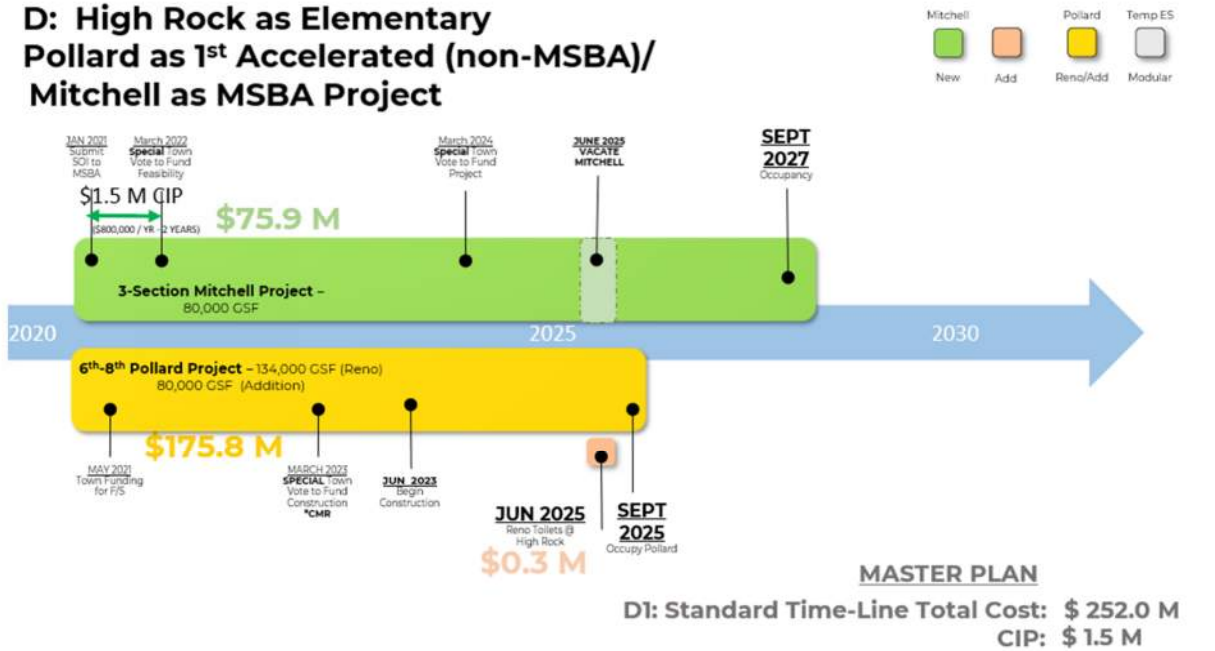 D: High Rock as Elementary
Pollard as 1st Accelerated (non-MSBA)/
Mitchell as MSBA Project
Mitchell
Pollard
Temp ES
New
Add
Reno/Add
Modular
JAN 2021
Submit
SOI to
MSBA
March 2022
Special Town
Vote to Fund
Feasibility
March 2024
Special Town
Vote to Fund
Project
JUNE 2025
VACATE
MITCHELL
SEPT
2027
Occupancy
$1.5 M CIP
($800,000 / YR - 2 YEARS)
$75.9 M
3-Section Mitchell Project –
80,000 GSF
2020
2025
2030
6th-8th Pollard Project – 134,000 GSF (Reno)
80,000 GSF (Addition)
$175.8 M
MAY 2021
Town Funding
for F/S
MARCH 2023
SPECIAL Town
Vote to Fund
Construction
*CMR
JUN 2023
Begin
Construction
JUN 2025
Reno Toilets @
High Rock
$0.3 M
SEPT
2025
Occupy Pollard
MASTER PLAN
D1: Standard Time-Line Total Cost: $ 252.0 M
CIP: $ 1.5 M